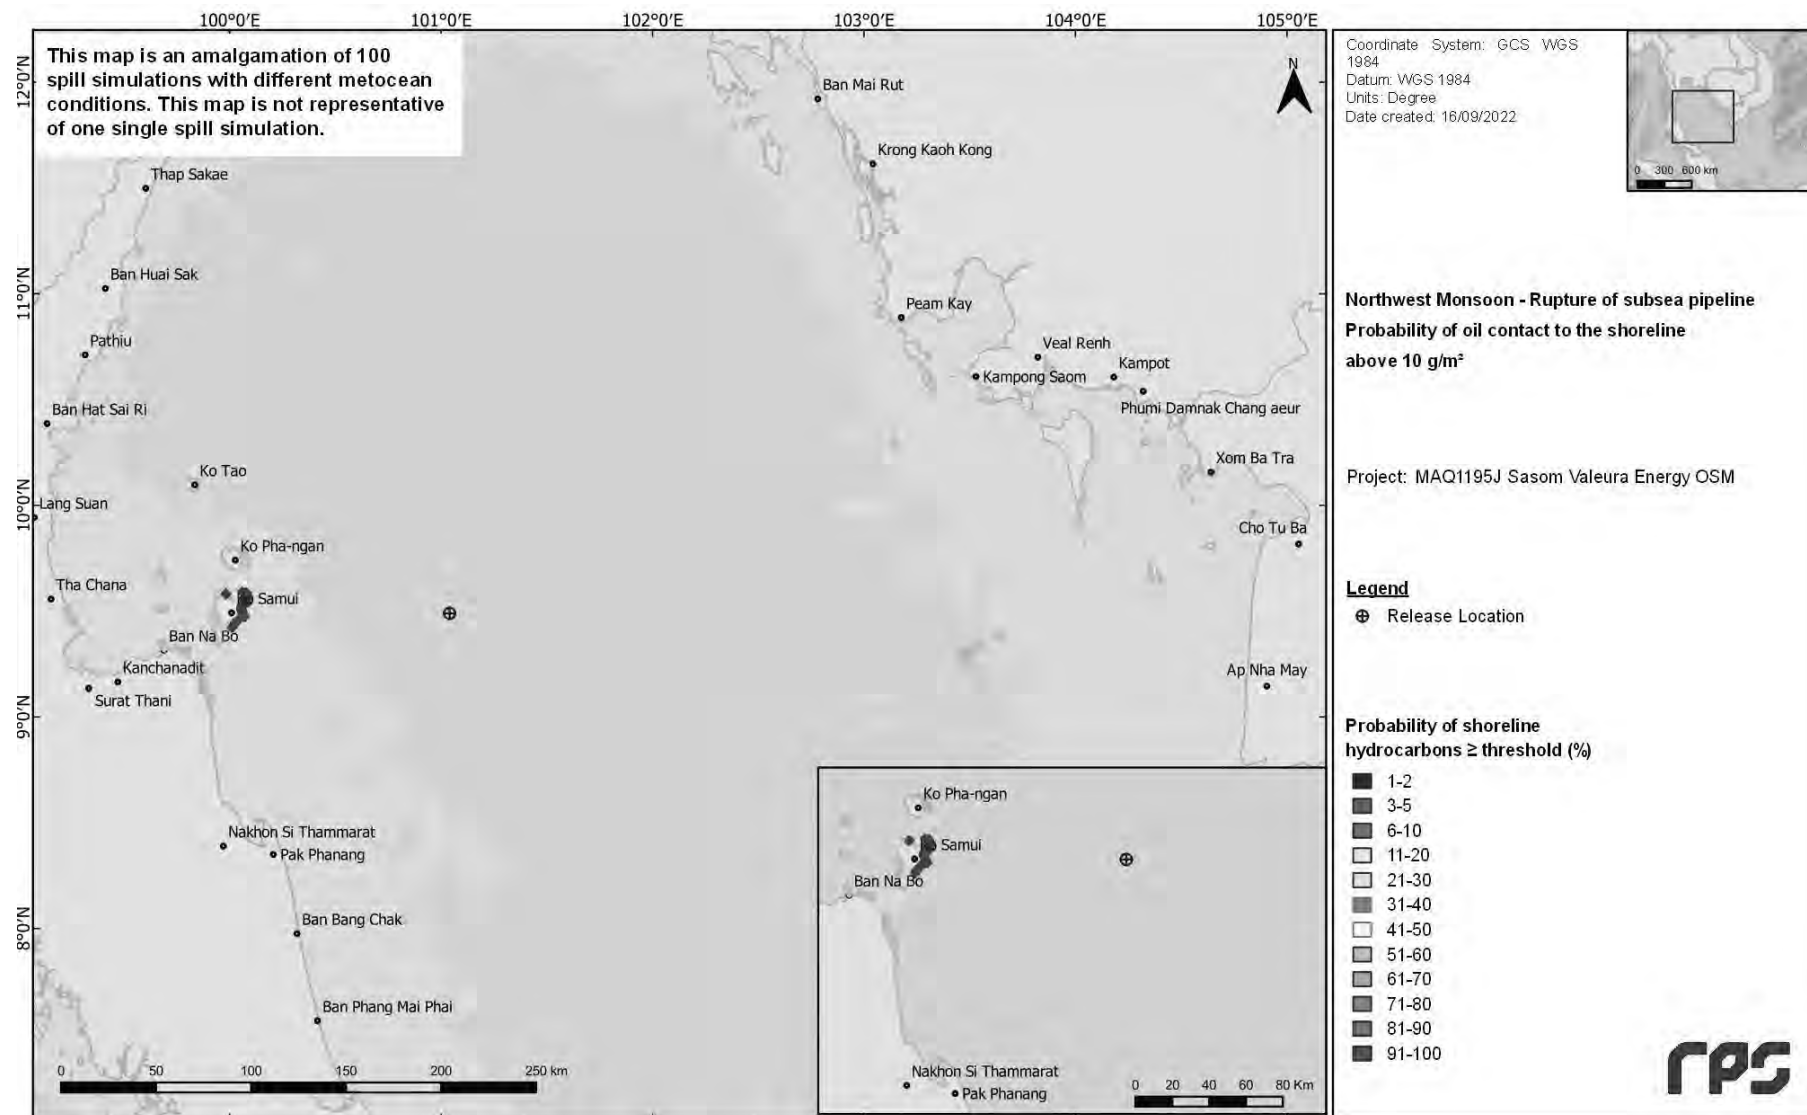 100°0'E 101°0'E 102°0'E 103°0'E 104°0'E 105°0'E
12°0'N
11°0'N
10°0'N
9°0'N
8°0'N
This map is an amalgamation of 100
spill simulations with different metocean
conditions. This map is not representative
of one single spill simulation.
N
Ban Mai Rut
Krong Kaoh Kong
Thap Sakae
Ban Huai Sak
Peam Kay
Pathiu
Veal Renh
Kampot
Kampong Saom
Ban Hat Sai Ri
Phumi Damnak Chang aeur
Ko Tao
Xom Ba Tra
Lang Suan
Cho Tu Ba
Ko Pha-ngan
Tha Chana
Samui
Ban Na Bo
Kanchanadit
Surat Thani
Ap Nha May
Nakhon Si Thammarat
Pak Phanang
Ban Bang Chak
Ban Phang Mai Phai
0 50 100 150 200 250 km
Ko Pha-ngan
Samui
Ban Na Bo
Nakhon Si Thammarat
Pak Phanang
0 20 40 60 80 Km
Coordinate System: GCS WGS
1984
Datum: WGS 1984
Units: Degree
Date created: 16/09/2022
0 300 600 km
Northwest Monsoon - Rupture of subsea pipeline
Probability of oil contact to the shoreline
above 10 g/m²
Project: MAQ1195J Sasom Valeura Energy OSM
Legend
Release Location
Probability of shoreline
hydrocarbons ≥ threshold (%)
1-2
3-5
6-10
11-20
21-30
31-40
41-50
51-60
61-70
71-80
81-90
91-100
rps